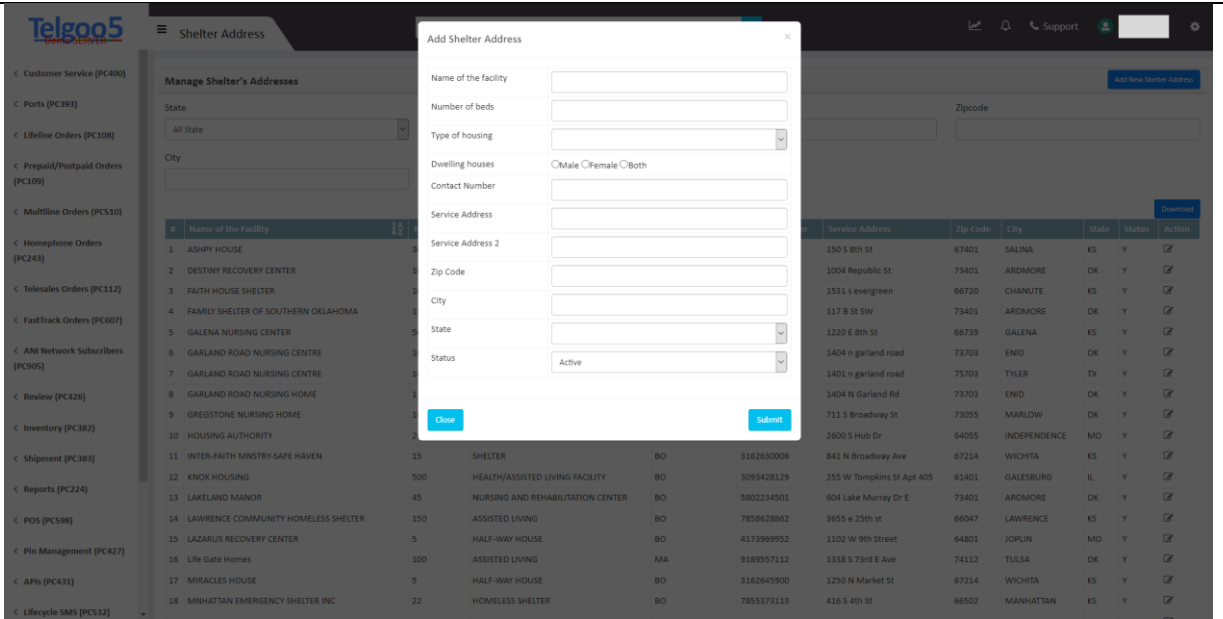 Telgoo5
Demo SERVER
Shelter Address
Support
Add Shelter Address
×
Name of the facility
Number of beds
Type of housing
Dwelling houses Male Female Both
Contact Number
Service Address
Service Address 2
Zip Code
City
State
Status Active
Close Submit
Customer Service (PC400)
Ports (PC393)
Lifeline Orders (PC108)
Prepaid/Postpaid Orders
(PC109)
Multiline Orders (PC510)
Homephone Orders
(PC243)
Telesales Orders (PC112)
FastTrack Orders (PC607)
ANI Network Subscribers
(PC905)
Review (PC426)
Inventory (PC382)
Shipment (PC383)
Reports (PC224)
POS (PC598)
Pin Management (PC427)
APIs (PC431)
Lifecycle SMS (PC532)
Manage Shelter's Addresses
Add New Shelter Address
State Zipcode
All State
City
Download
# Name of the Facility Service Address Zip Code City State Status Action
1 ASHPY HOUSE 150 S 8th St 67401 SALINA KS Y
2 DESTINY RECOVERY CENTER 1004 Republic St 73401 ARDMORE OK Y
3 FAITH HOUSE SHELTER 1531 s evergreen 66720 CHANUTE KS Y
4 FAMILY SHELTER OF SOUTHERN OKLAHOMA 117 B St SW 73401 ARDMORE OK Y
5 GALENA NURSING CENTER 1220 E 8th St 66739 GALENA KS Y
6 GARLAND ROAD NURSING CENTRE 1404 n garland road 73703 ENID OK Y
7 GARLAND ROAD NURSING CENTRE 1401 n garland road 75703 TYLER TX Y
8 GARLAND ROAD NURSING HOME 1404 N Garland Rd 73703 ENID OK Y
9 GREGSTONE NURSING HOME 711 S Broadway St 73055 MARLOW OK Y
10 HOUSING AUTHORITY 2600 S Hub Dr 64055 INDEPENDENCE MO Y
11 INTER-FAITH MNSTRY-SAFE HAVEN 15 SHELTER BO 3162630006 841 N Broadway Ave 67214 WICHITA KS Y
12 KNOX HOUSING 500 HEALTH/ASSISTED LIVING FACILITY BO 3093428129 255 W Tompkins St Apt 405 61401 GALESBURG IL Y
13 LAKELAND MANOR 45 NURSING AND REHABILITATION CENTER BO 5802234501 604 Lake Murray Dr E 73401 ARDMORE OK Y
14 LAWRENCE COMMUNITY HOMELESS SHELTER 150 ASSISTED LIVING BO 7858628862 3655 e 25th st 66047 LAWRENCE KS Y
15 LAZARUS RECOVERY CENTER 5 HALF-WAY HOUSE BO 4173969952 1102 W 9th Street 64801 JOPLIN MO Y
16 Life Gate Homes 100 ASSISTED LIVING MA 9189557112 1338 S 73rd E Ave 74112 TULSA OK Y
17 MIRACLES HOUSE 5 HALF-WAY HOUSE BO 3162645900 1250 N Market St 67214 WICHITA KS Y
18 MNHATTAN EMERGENCY SHELTER INC 22 HOMELESS SHELTER BO 7855373113 416 S 4th St 66502 MANHATTAN KS Y